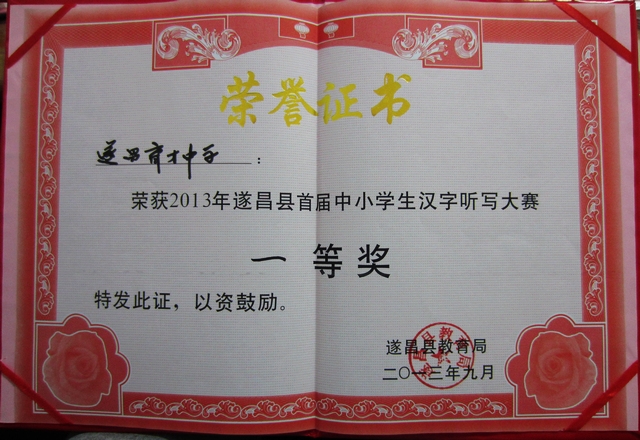 荣誉证书
遂昌育才中学:
荣获2013年遂昌县首届中小学生汉字听写大赛
一等奖
特发此证,以资鼓励。
遂昌县教育局
二〇一三年九月